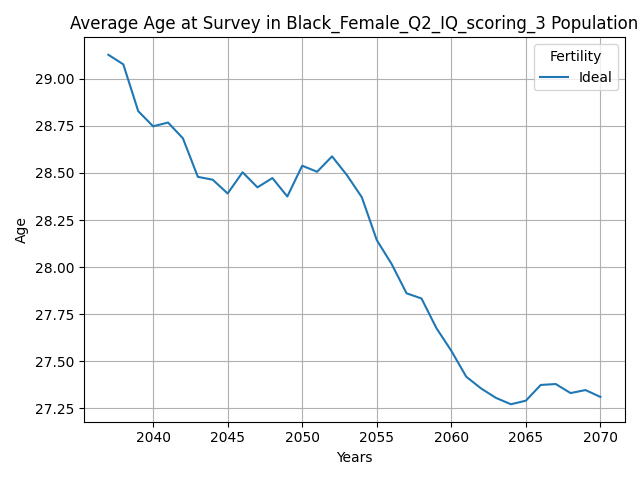 Average Age at Survey in Black_Female_Q2_IQ_scoring_3 Population
Fertility
Ideal
29.00
28.75
28.50
28.25
28.00
27.75
27.50
27.25
Age
2040 2045 2050 2055 2060 2065 2070
Years